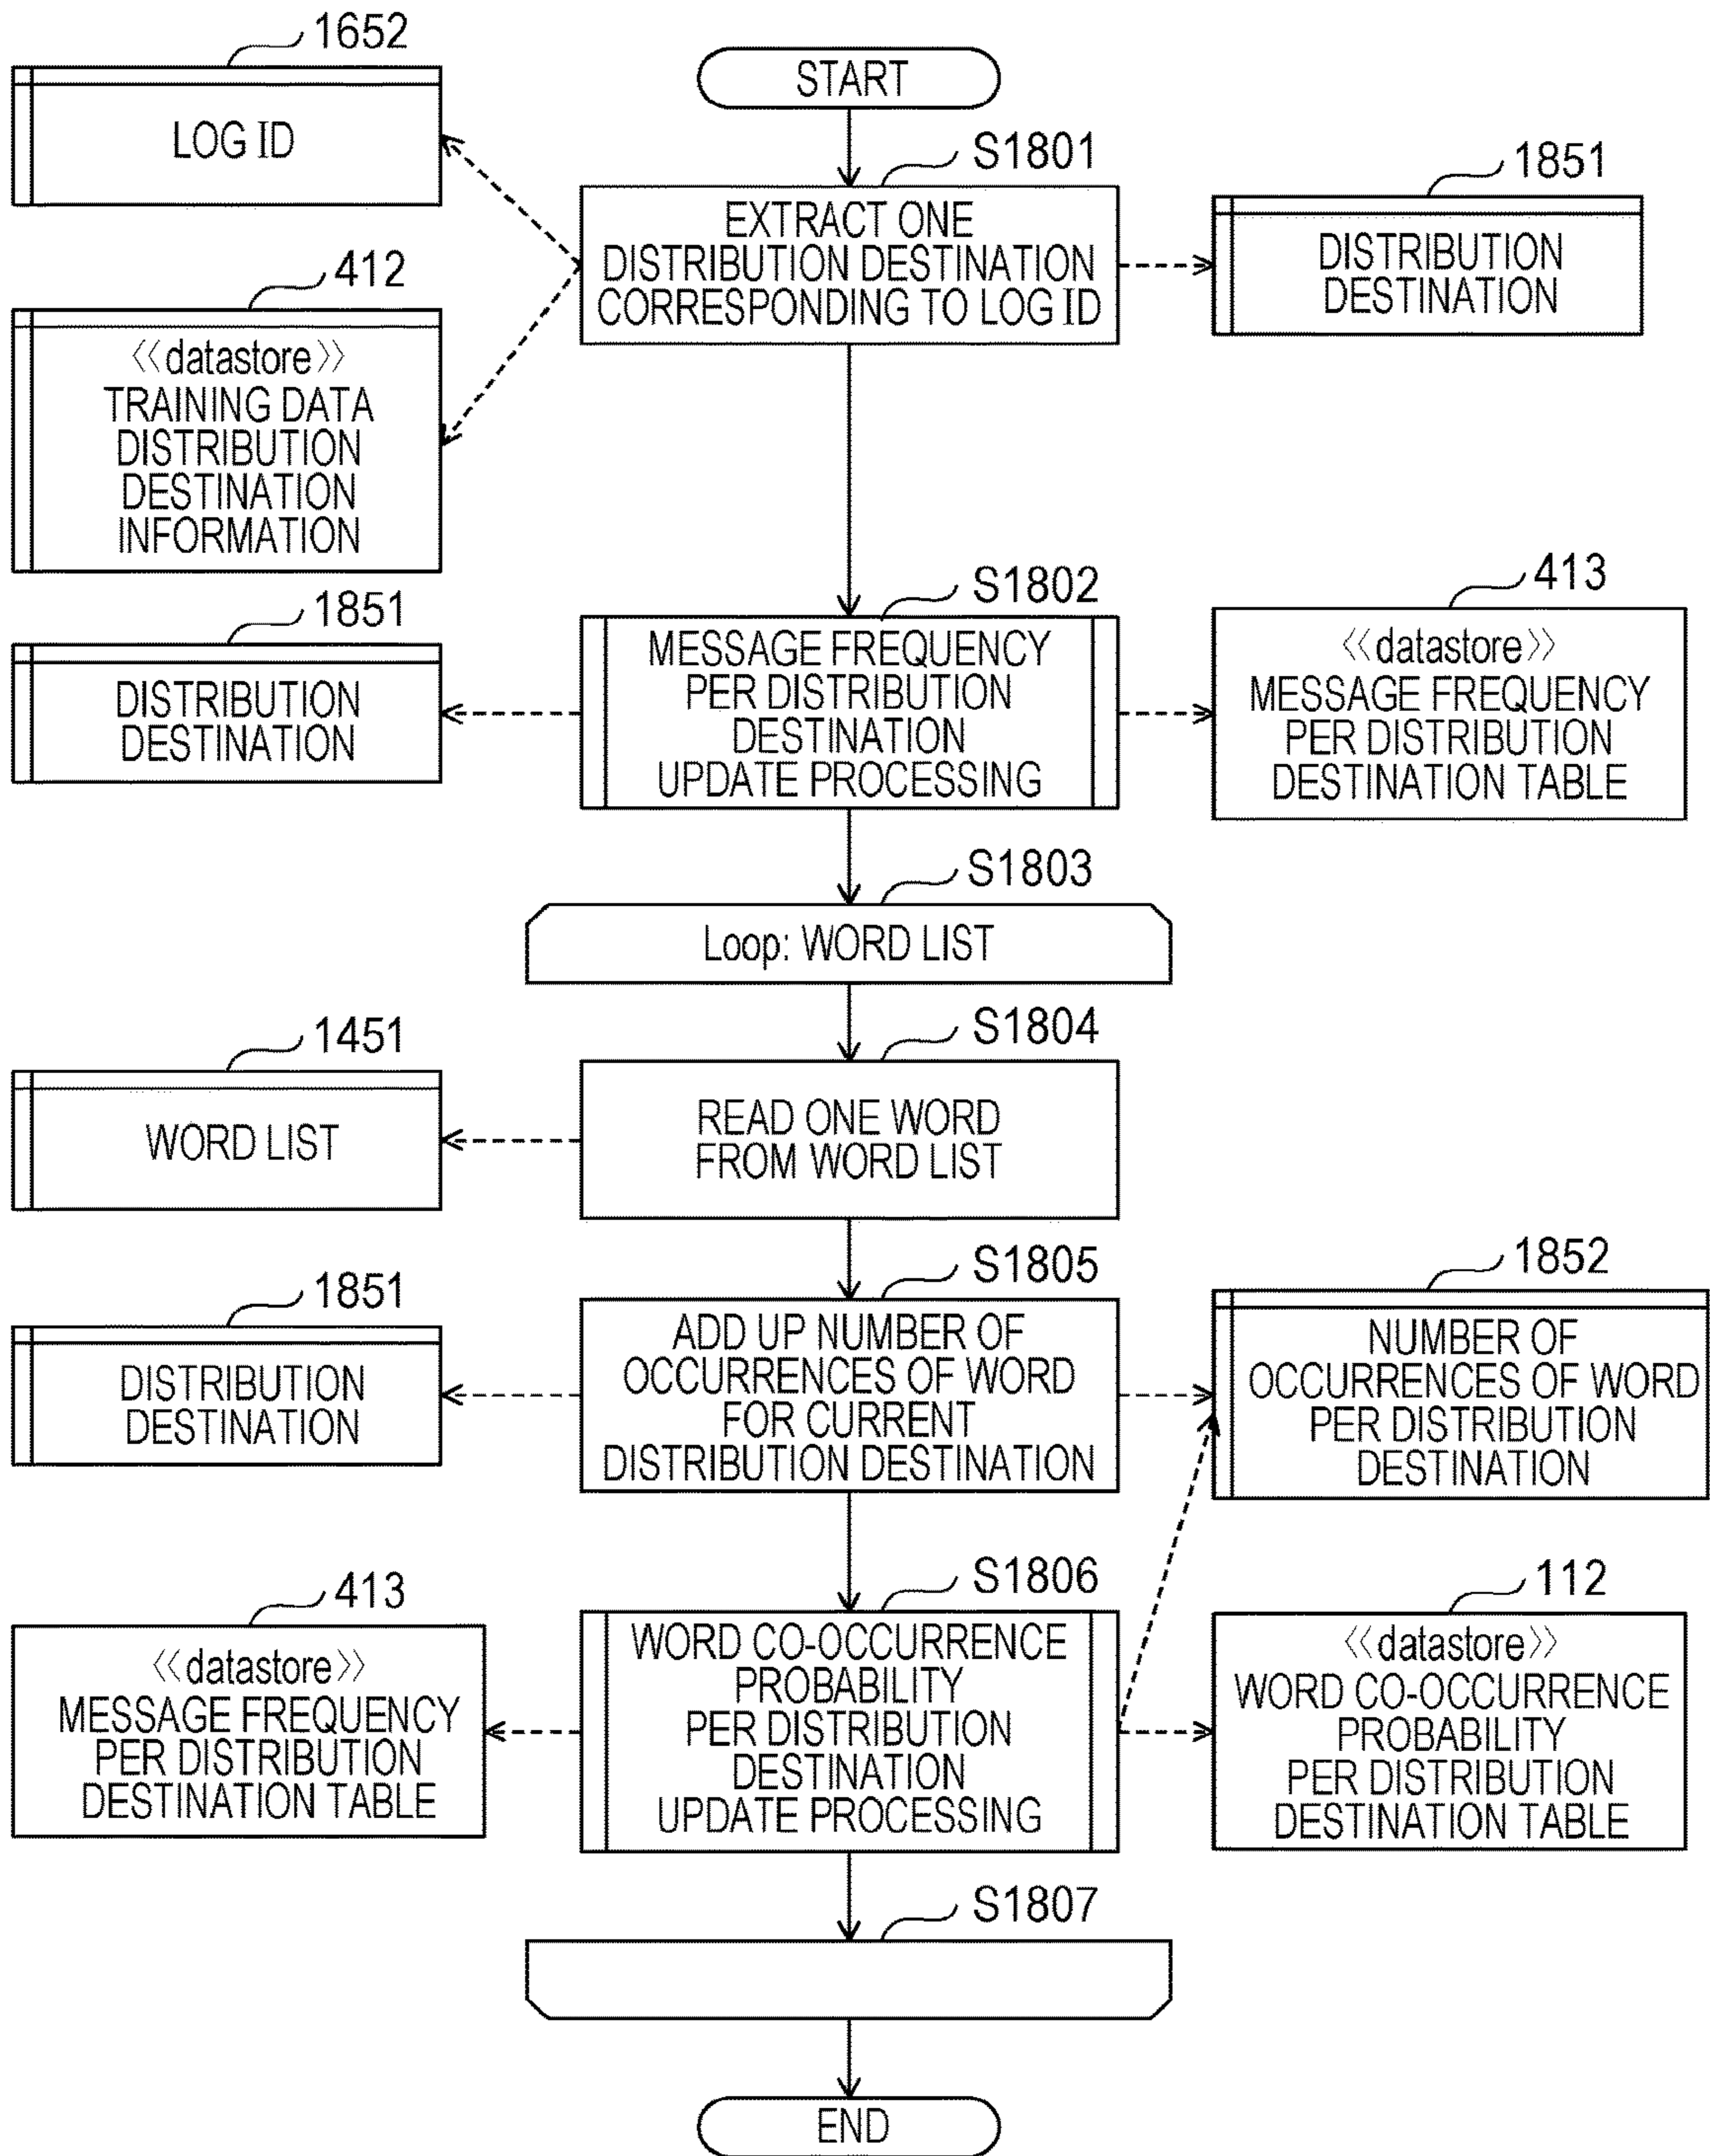 1652
LOG ID
START
S1801
EXTRACT ONE
DISTRIBUTION DESTINATION
CORRESPONDING TO LOG ID
1851
DISTRIBUTION
DESTINATION
412
<<datastore>>
TRAINING DATA
DISTRIBUTION
DESTINATION
INFORMATION
1851
DISTRIBUTION
DESTINATION
S1802
MESSAGE FREQUENCY
PER DISTRIBUTION
DESTINATION
UPDATE PROCESSING
413
<<datastore>>
MESSAGE FREQUENCY
PER DISTRIBUTION
DESTINATION TABLE
S1803
Loop: WORD LIST
1451
WORD LIST
S1804
READ ONE WORD
FROM WORD LIST
1851
DISTRIBUTION
DESTINATION
S1805
ADD UP NUMBER OF
OCCURRENCES OF WORD
FOR CURRENT
DISTRIBUTION DESTINATION
1852
NUMBER OF
OCCURRENCES OF WORD
PER DISTRIBUTION
DESTINATION
413
<<datastore>>
MESSAGE FREQUENCY
PER DISTRIBUTION
DESTINATION TABLE
S1806
WORD CO-OCCURRENCE
PROBABILITY
PER DISTRIBUTION
DESTINATION
UPDATE PROCESSING
112
<<datastore>>
WORD CO-OCCURRENCE
PROBABILITY
PER DISTRIBUTION
DESTINATION TABLE
S1807
END